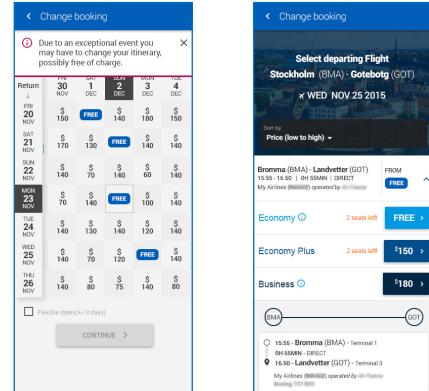 Change booking
Due to an exceptional event you
may have to change your itinerary,
possibly free of charge.
Return
FRI SAT SUN MON TUE
30 1 2 3 4
NOV DEC DEC DEC DEC
FRI 20 NOV $150 FREE $140 $180 $150
SAT 21 NOV $170 $130 FREE $140 $140
SUN 22 NOV $140 $70 $140 $60 $140
MON 23 NOV $70 $140 FREE $100 $140
TUE 24 NOV $140 $130 $120 $140 $140
WED 25 NOV $140 $70 $120 FREE $140
THU 26 NOV $140 $80 $75 $140 $80
Flexible dates(+/-3 days)
CONTINUE >
Change booking
Select departing Flight
Stockholm (BMA) - Gotebotg (GOT)
WED NOV 25 2015
Sort by
Price (low to high)
Bromma (BMA) - Landvetter (GOT)
15:55 - 16.50 | 0H 55MIN | DIRECT
My Airlines operated by
FROM
FREE
Economy 2 seats left! FREE >
Economy Plus 2 seats left! $150 >
Business $180 >
BMA GOT
15:55 - Bromma (BMA) - Terminal 1
0H 55MIN - DIRECT
16.50 - Landvetter (GOT) - Terminal 3
My Airlines operated by